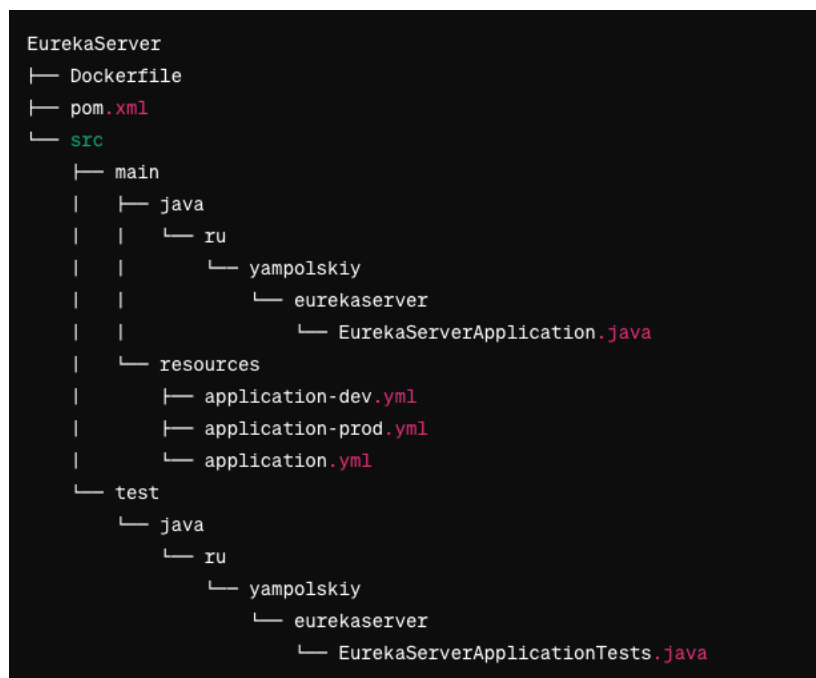 EurekaServer
├── Dockerfile
├── pom.xml
└── src
    ├── main
    |   ├── java
    |   |   └── ru
    |   |       └── yampolskiy
    |   |           └── eurekaserver
    |   |               └── EurekaServerApplication.java
    |   └── resources
    |       ├── application-dev.yml
    |       ├── application-prod.yml
    |       └── application.yml
    └── test
        └── java
            └── ru
                └── yampolskiy
                    └── eurekaserver
                        └── EurekaServerApplicationTests.java